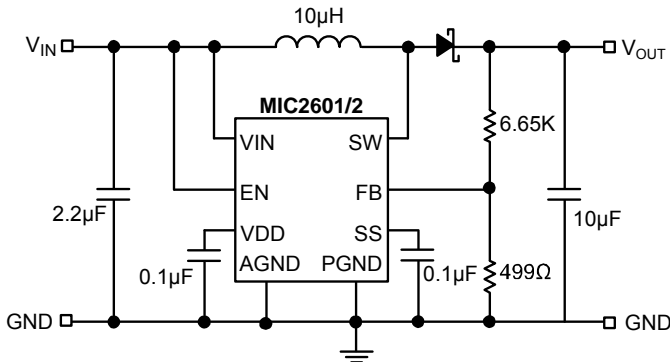 10µH
V_IN
V_OUT
MIC2601/2
VIN
SW
6.65K
EN
FB
2.2µF
10µF
VDD
SS
0.1µF
AGND
PGND
0.1µF
499Ω
GND
GND